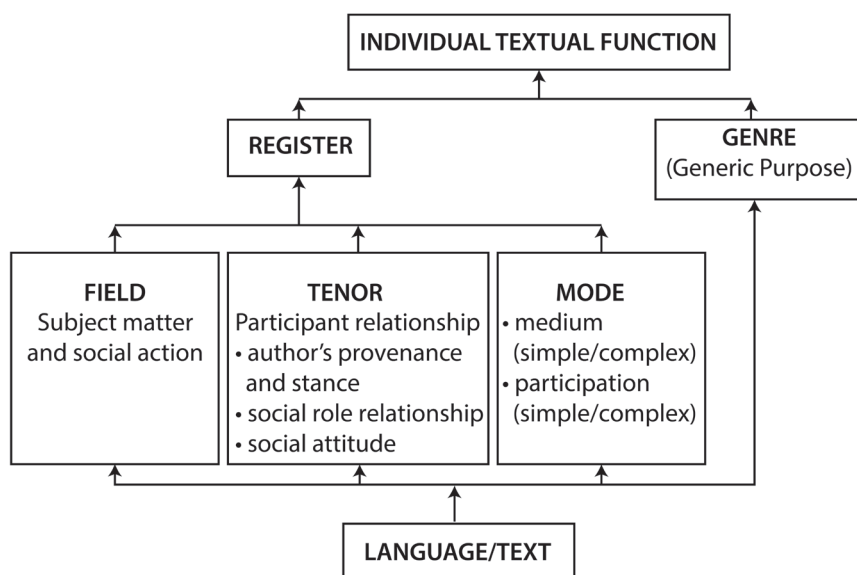 INDIVIDUAL TEXTUAL FUNCTION
REGISTER
GENRE
(Generic Purpose)
FIELD
Subject matter
and social action
TENOR
Participant relationship
• author’s provenance
and stance
• social role relationship
• social attitude
MODE
• medium
(simple/complex)
• participation
(simple/complex)
LANGUAGE/TEXT